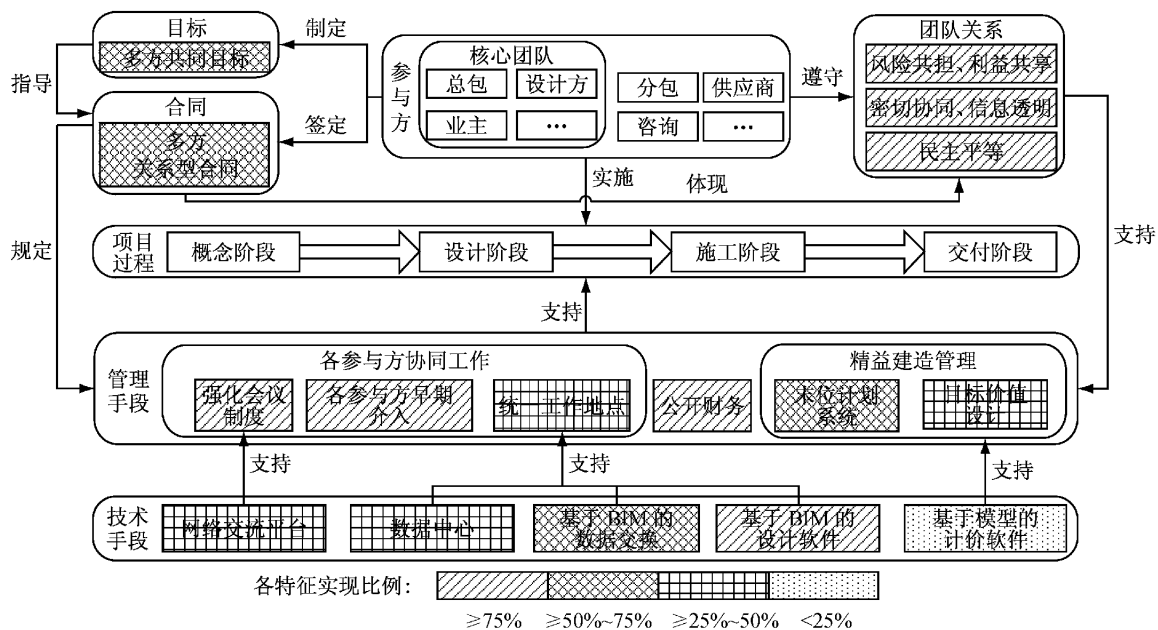 目标
多方共同目标
制定
指导
合同
多方
关系型合同
签定
参与方
核心团队
总包
设计方
业主
…
分包
供应商
咨询
…
遵守
团队关系
风险共担、利益共享
密切协同、信息透明
民主平等
实施
体现
规定
支持
项目
过程
概念阶段
设计阶段
施工阶段
交付阶段
支持
管理
手段
各参与方协同工作
强化会议
制度
各参与方早期
介入
统一工作地点
公开财务
精益建造管理
末位计划
系统
目标价值
设计
支持
支持
支持
技术
手段
网络交流平台
数据中心
基于 BIM 的
数据交换
基于 BIM 的
设计软件
基于模型的
计价软件
各特征实现比例：
≥75%
≥50%~75%
≥25%~50%
<25%